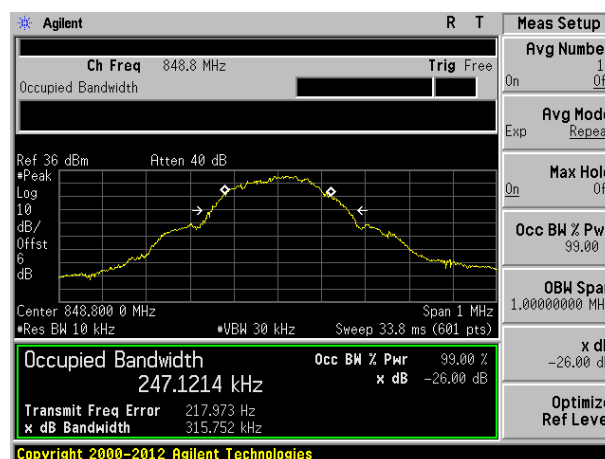 Agilent R T
Ch Freq 848.8 MHz Trig Free
Occupied Bandwidth
Ref 36 dBm Atten 40 dB
#Peak
Log
10
dB/
Offst
6
dB
Center 848.800 0 MHz Span 1 MHz
#Res BW 10 kHz #VBW 30 kHz Sweep 33.8 ms (601 pts)
Occupied Bandwidth Occ BW % Pwr 99.00 %
247.1214 kHz x dB -26.00 dB
Transmit Freq Error 217.973 Hz
x dB Bandwidth 315.752 kHz
Copyright 2000-2012 Agilent Technologies
Meas Setup
Avg Numbe
1
On Of
Avg Mod
Exp Repea
Max Hol
On Of
Occ BW % Pw
99.00
OBW Spa
1.00000000 MH
x d
-26.00 d
Optimiz
Ref Leve